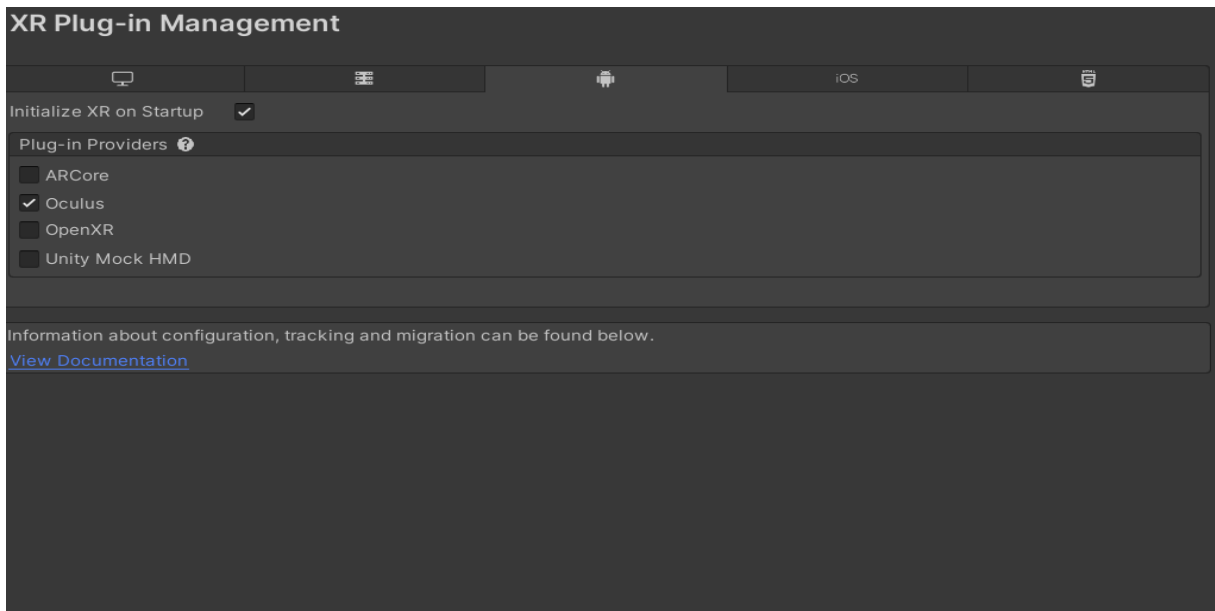 XR Plug-in Management
iOS
Initialize XR on Startup
Plug-in Providers
ARCore
Oculus
OpenXR
Unity Mock HMD
Information about configuration, tracking and migration can be found below.
View Documentation